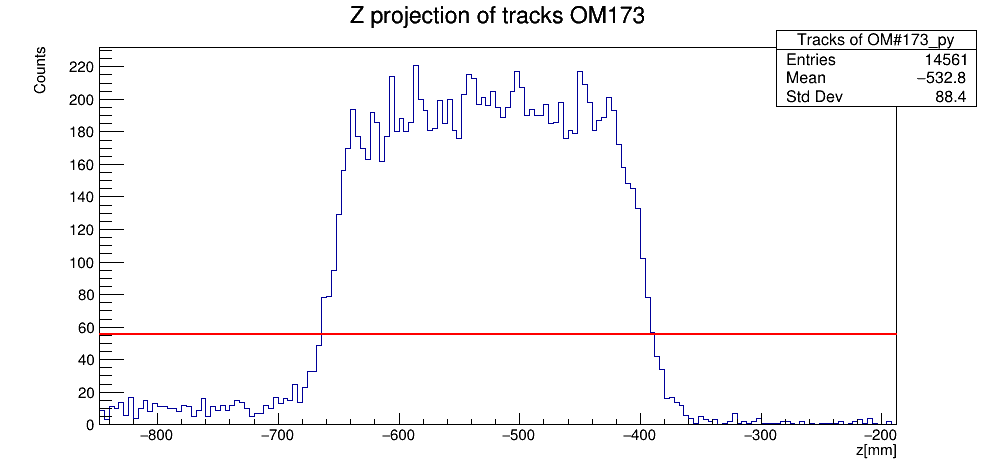 Z projection of tracks OM173
Tracks of OM#173_py
Entries 14561
Mean −532.8
Std Dev 88.4
Counts
220
200
180
160
140
120
100
80
60
40
20
0
−800 −700 −600 −500 −400 −300 −200
z[mm]